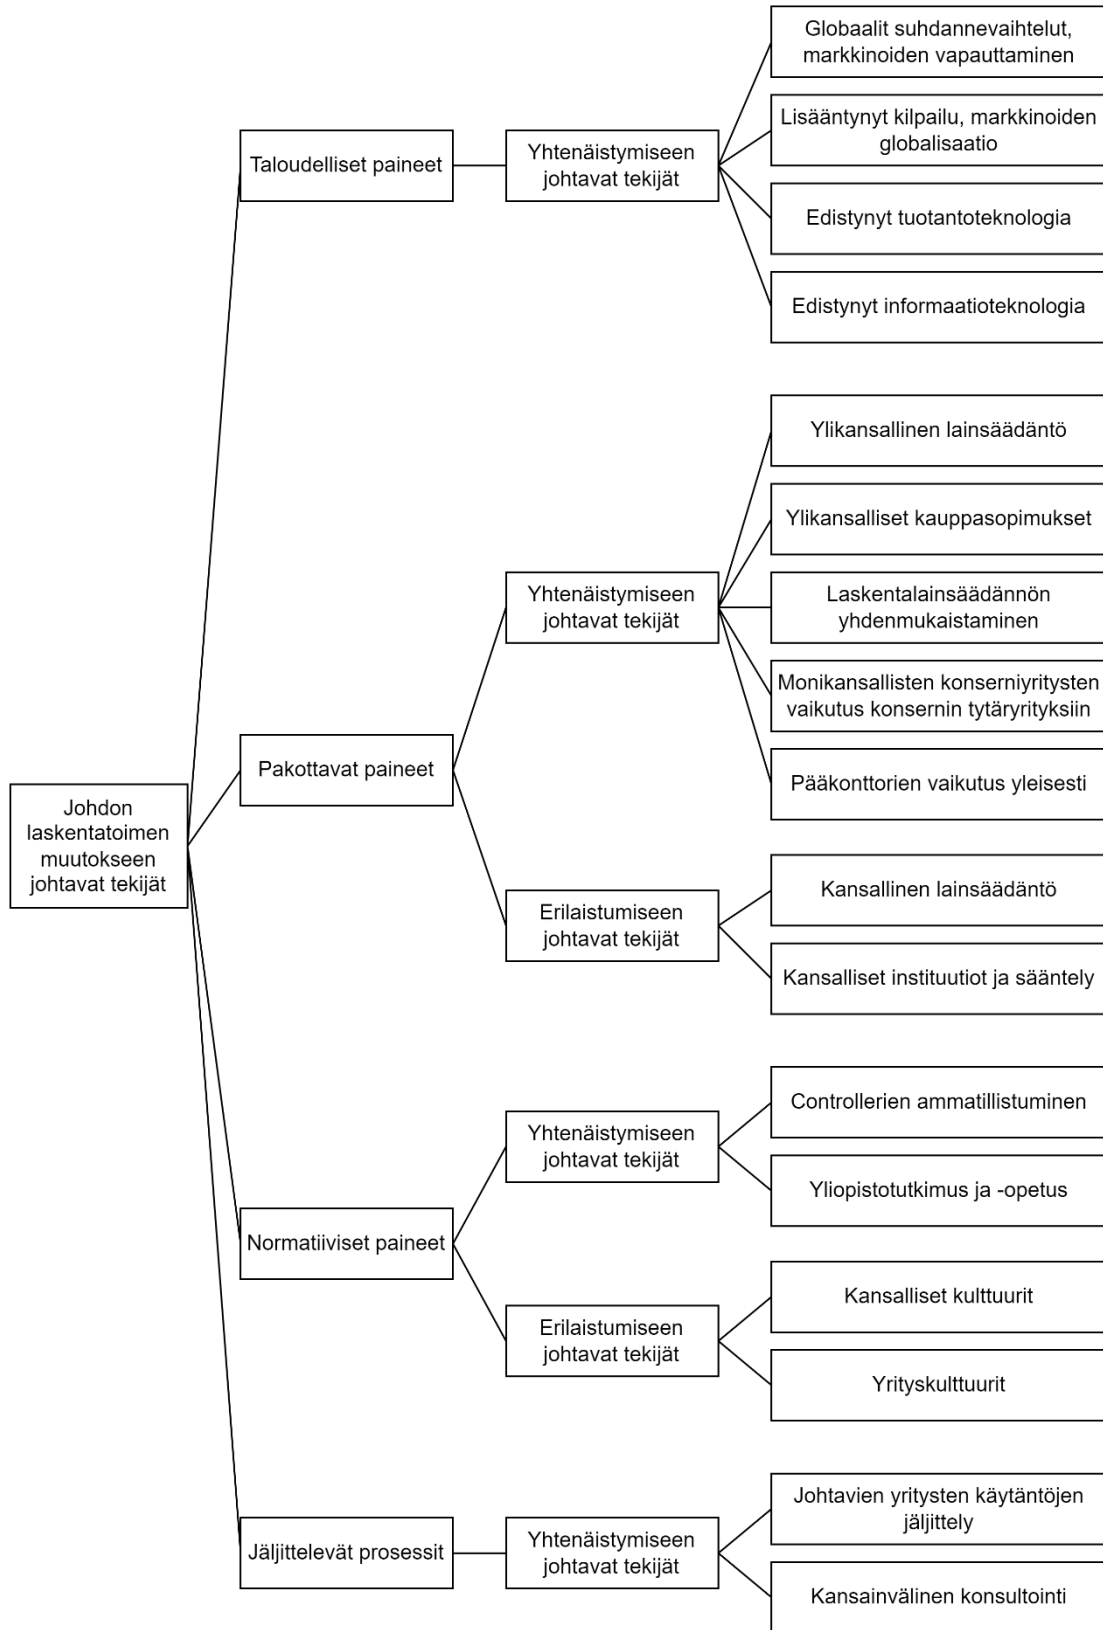 Globaalit suhdannevaihtelut,
markkinoiden vapauttaminen
Lisääntynyt kilpailu, markkinoiden
globalisaatio
Taloudelliset paineet
Yhtenäistymiseen
johtavat tekijät
Edistynyt tuotantoteknologia
Edistynyt informaatioteknologia
Ylikansallinen lainsäädäntö
Ylikansalliset kauppasopimukset
Yhtenäistymiseen
johtavat tekijät
Laskentalainsäädännön
yhdenmukaistaminen
Monikansallisten konserniyritysten
vaikutus konsernin tytäryrityksiin
Pakottavat paineet
Pääkonttorien vaikutus yleisesti
Johdon
laskentatoimen
muutokseen
johtavat tekijät
Erilaistumiseen
johtavat tekijät
Kansallinen lainsäädäntö
Kansalliset instituutiot ja sääntely
Controllerien ammatillistuminen
Yhtenäistymiseen
johtavat tekijät
Yliopistotutkimus ja -opetus
Normatiiviset paineet
Kansalliset kulttuurit
Erilaistumiseen
johtavat tekijät
Yrityskulttuurit
Johtavien yritysten käytäntöjen
jäljittely
Jäljittelevät prosessit
Yhtenäistymiseen
johtavat tekijät
Kansainvälinen konsultointi